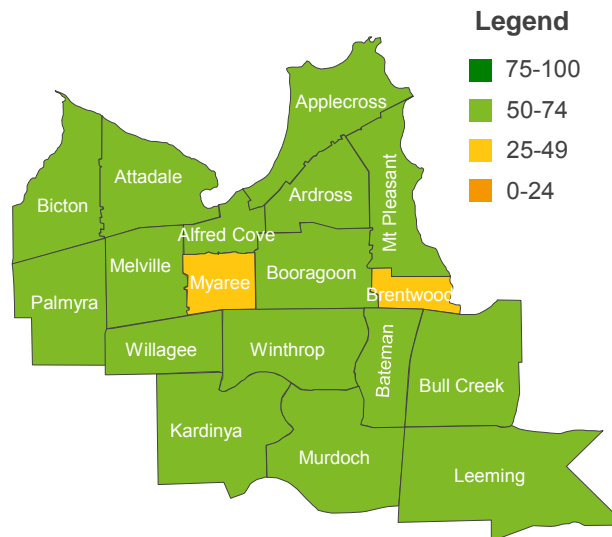 Legend
75-100
50-74
25-49
0-24
Applecross
Attadale
Ardross
Bicton
Mt Pleasant
Alfred Cove
Melville
Myaree
Booragoon
Brentwood
Palmyra
Willagee
Winthrop
Bateman
Bull Creek
Kardinya
Murdoch
Leeming